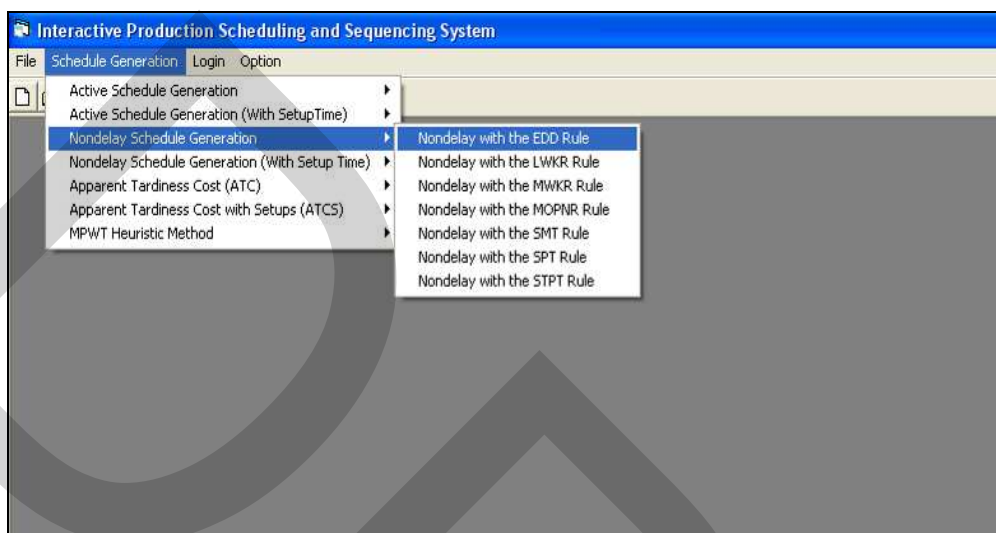 Interactive Production Scheduling and Sequencing System
File Schedule Generation Login Option
Active Schedule Generation
Active Schedule Generation (With SetupTime)
Nondelay Schedule Generation
Nondelay Schedule Generation (With Setup Time)
Apparent Tardiness Cost (ATC)
Apparent Tardiness Cost with Setups (ATCS)
MPWT Heuristic Method
Nondelay with the EDD Rule
Nondelay with the LWKR Rule
Nondelay with the MWKR Rule
Nondelay with the MOPNR Rule
Nondelay with the SMT Rule
Nondelay with the SPT Rule
Nondelay with the STPT Rule